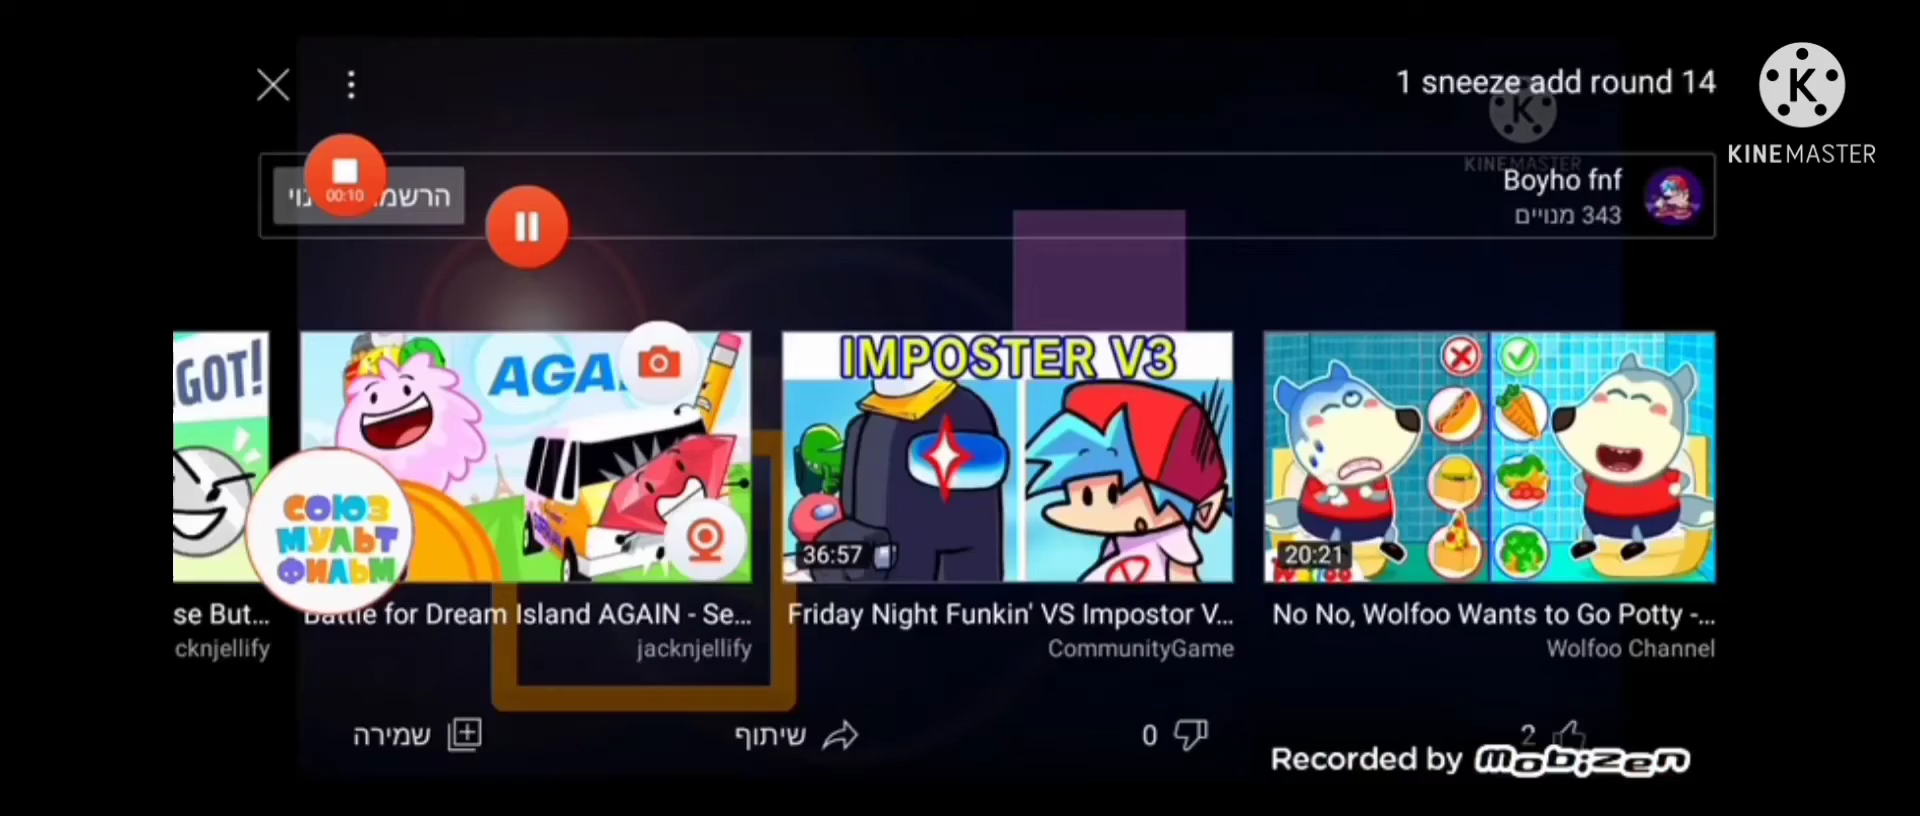 1 sneeze add round 14
KINEMASTER
KINEMASTER
Boyho fnf
343 מנויים
00:10
GOT!
IMPOSTER V3
СОЮЗ
МУЛЬТ
ФИЛЬМ
36:57
20:21
se But...
Battle for Dream Island AGAIN - Se...
Friday Night Funkin' VS Impostor V...
No No, Wolfoo Wants to Go Potty -...
cknjellify
jacknjellify
CommunityGame
Wolfoo Channel
שמירה
שיתוף
0
2
Recorded by mobizen